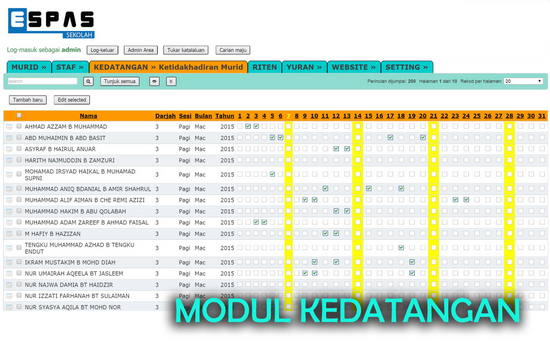 ESPAS
SEKOLAH
Log-masuk sebagai admin Log-keluar Admin Area Tukar katalaluan Carian maju
MURID » STAF » KEDATANGAN » Ketidakhadiran Murid RITEN YURAN » WEBSITE » SETTING »
search Tunjuk semua X Perincian dijumpai: 200 Halaman 1 dari 10 Rekod per halaman: 20
Tambah baru Edit selected
Nama Darjah Sesi Bulan Tahun 1 2 3 4 5 6 7 8 9 10 11 12 13 14 15 16 17 18 19 20 21 22 23 24 25 26 27 28 29 30 31
AHMAD AZZAM B MUHAMMAD 3 Pagi Mac 2015
ABD MUHAIMIN B ABD BASIT 3 Pagi Mac 2015
ASYRAF B HAIRUL ANUAR 3 Pagi Mac 2015
HARITH NAJMUDDIN B ZAMZURI 3 Pagi Mac 2015
MOHAMAD IRSYAD HAIKAL B MUHAMAD SUPNI 3 Pagi Mac 2015
MUHAMMAD ANIQ BDANIAL B AMIR SHAHRUL 3 Pagi Mac 2015
MUHAMMAD ALIF AIMAN B CHE REMI AZIZI 3 Pagi Mac 2015
MUHAMMAD HAKIM B ABU QOLABAH 3 Pagi Mac 2015
MUHAMMAD ADAM ZAREEF B AHMAD FAISAL 3 Pagi Mac 2015
M HAFIY B HAZIZAN 3 Pagi Mac 2015
TENGKU MUHAMMAD AZHAD B TENGKU ENDUT 3 Pagi Mac 2015
IKRAM MUSTAKIM B MOHD DIAH 3 Pagi Mac 2015
NUR UMAIRAH AQEELA BT JASLEEM 3 Pagi Mac 2015
NUR NAJWA DAMIA BT HAIDZIR 3 Pagi Mac 2015
NUR IZZATI FARHANAH BT SULAIMAN 3 Pagi Mac 2015
NUR SYASYA AQILA BT MOHD NOR 3 Pagi Mac 2015
MODUL KEDATANGAN